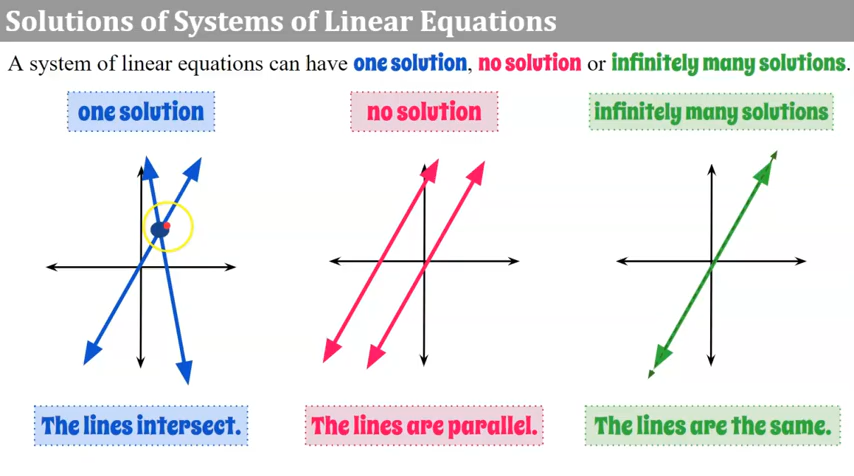 Solutions of Systems of Linear Equations
A system of linear equations can have one solution, no solution or infinitely many solutions.
one solution
no solution
infinitely many solutions
The lines intersect.
The lines are parallel.
The lines are the same.